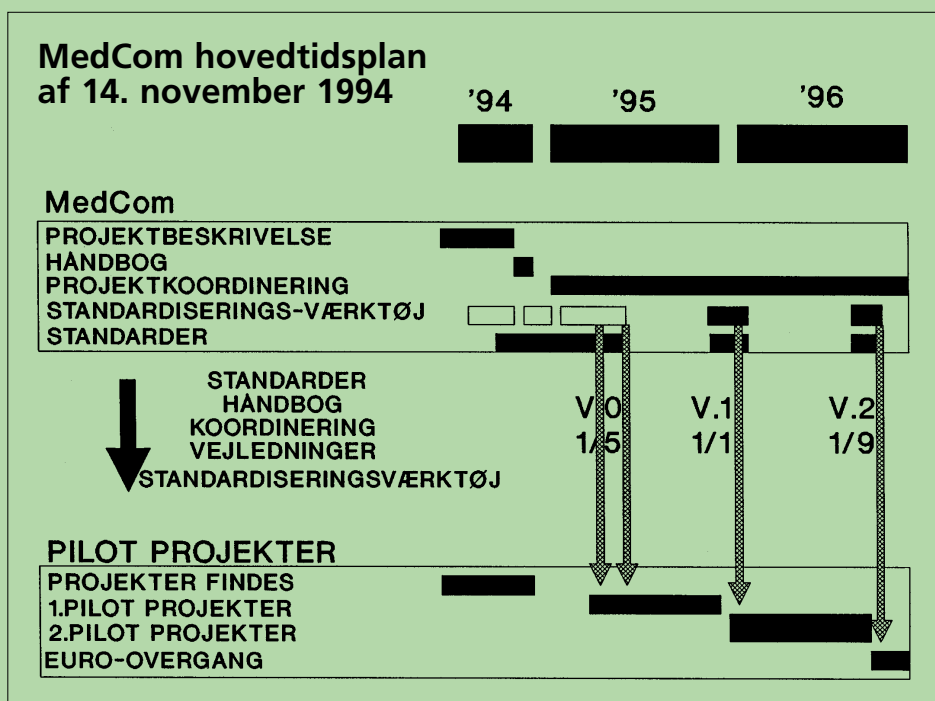 MedCom hovedtidsplan
af 14. november 1994
'94 '95 '96
MedCom
PROJEKTBESKRIVELSE
HÅNDBOG
PROJEKTKOORDINERING
STANDARDISERINGS-VÆRKTØJ
STANDARDER
STANDARDER
HÅNDBOG V.0 V.1 V.2
KOORDINERING 1/5 1/1 1/9
VEJLEDNINGER
STANDARDISERINGSVÆRKTØJ
PILOT PROJEKTER
PROJEKTER FINDES
1.PILOT PROJEKTER
2.PILOT PROJEKTER
EURO-OVERGANG